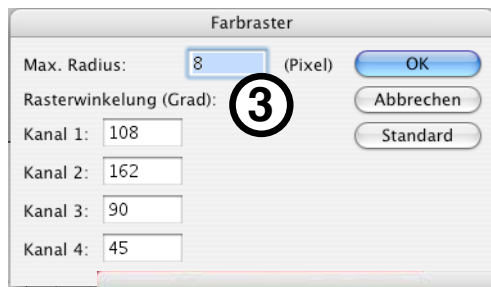 Farbraster
Max. Radius: 8 (Pixel) OK
Rasterwinkelung (Grad): 3 Abbrechen
Kanal 1: 108 Standard
Kanal 2: 162
Kanal 3: 90
Kanal 4: 45